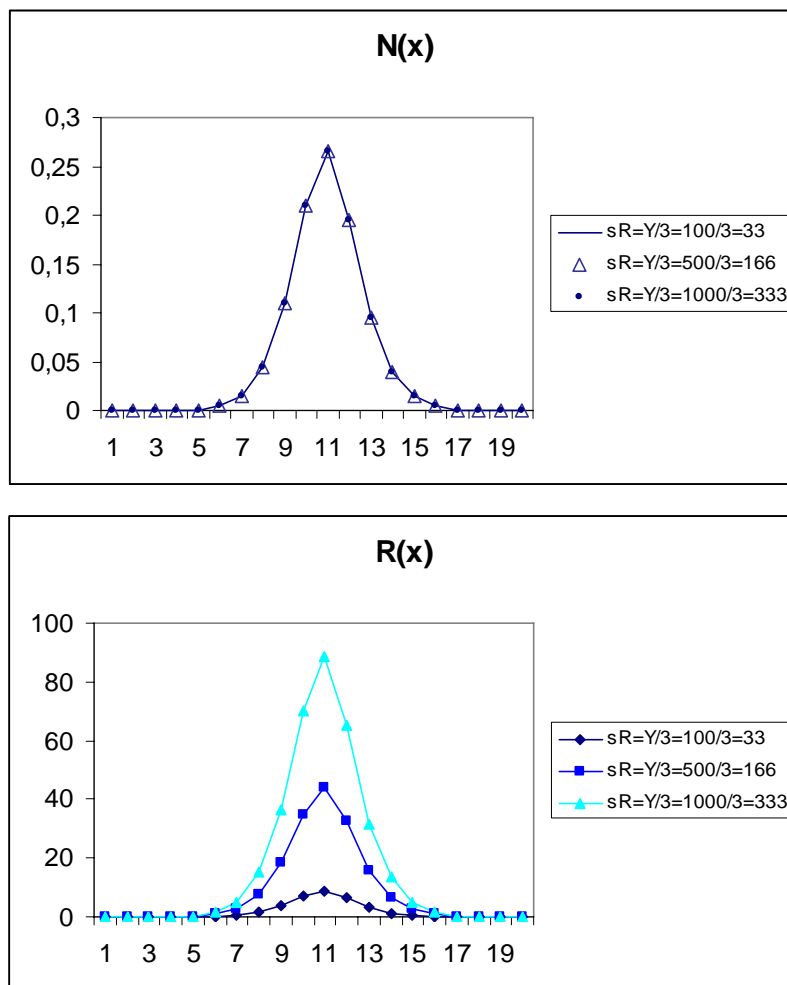 N(x)
0,3
0,25
0,2
0,15
0,1
0,05
0
1 3 5 7 9 11 13 15 17 19
sR=Y/3=100/3=33
sR=Y/3=500/3=166
sR=Y/3=1000/3=333
R(x)
100
80
60
40
20
0
1 3 5 7 9 11 13 15 17 19
sR=Y/3=100/3=33
sR=Y/3=500/3=166
sR=Y/3=1000/3=333